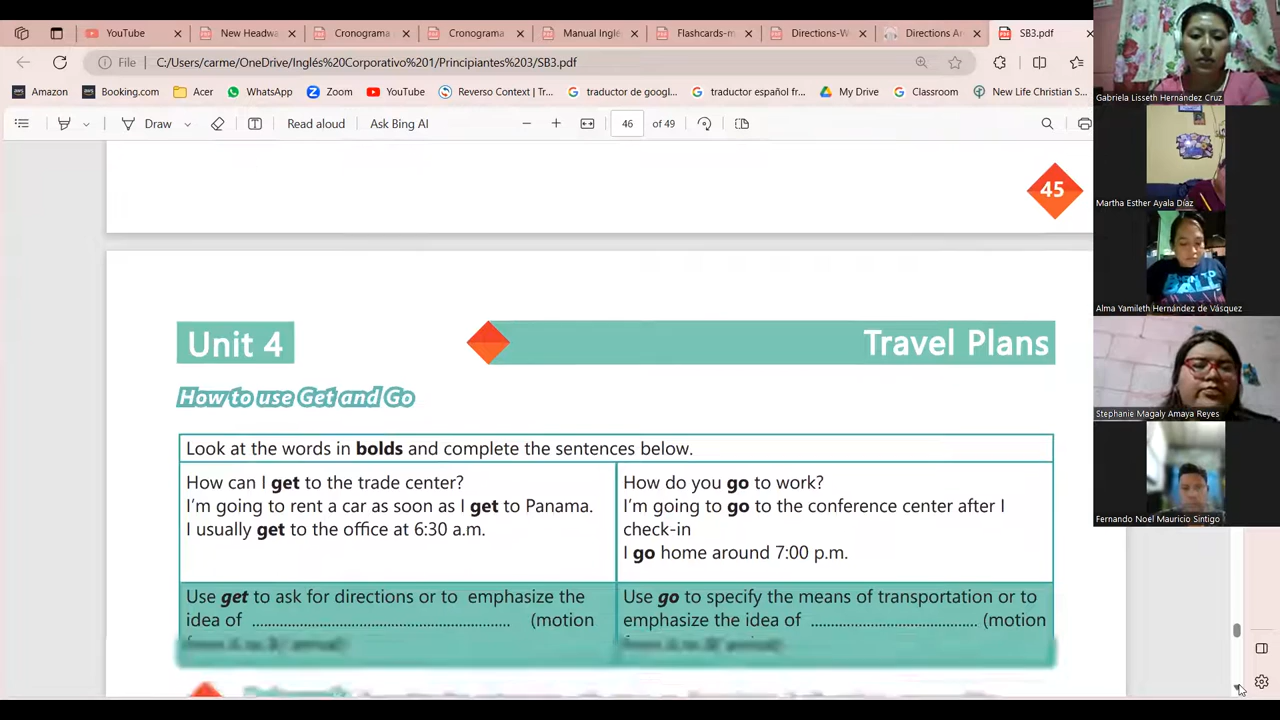 YouTube
New Headw
Cronograma
Cronograma
Manual Inglé
Flashcards-m
Directions-W
Directions An
SB3.pdf
File
C:/Users/carme/OneDrive/Inglés%20Corporativo%201/Principiantes%203/SB3.pdf
Amazon
Booking.com
Acer
WhatsApp
Zoom
YouTube
Reverso Context | Tr...
traductor de googl...
traductor español fr...
My Drive
Classroom
New Life Christian S...
Draw
Read aloud
Ask Bing AI
46
of 49
45
Unit 4
Travel Plans
How to use Get and Go
Look at the words in bolds and complete the sentences below.
How can I get to the trade center?
I'm going to rent a car as soon as I get to Panama.
I usually get to the office at 6:30 a.m.
How do you go to work?
I'm going to go to the conference center after I
check-in
I go home around 7:00 p.m.
Use get to ask for directions or to emphasize the
idea of .................................................... (motion
Use go to specify the means of transportation or to
emphasize the idea of ................................. (motion
Gabriela Lisseth Hernández Cruz
Martha Esther Ayala Díaz
Alma Yamileth Hernández de Vásquez
Stephanie Magaly Amaya Reyes
Fernando Noel Mauricio Sintigo